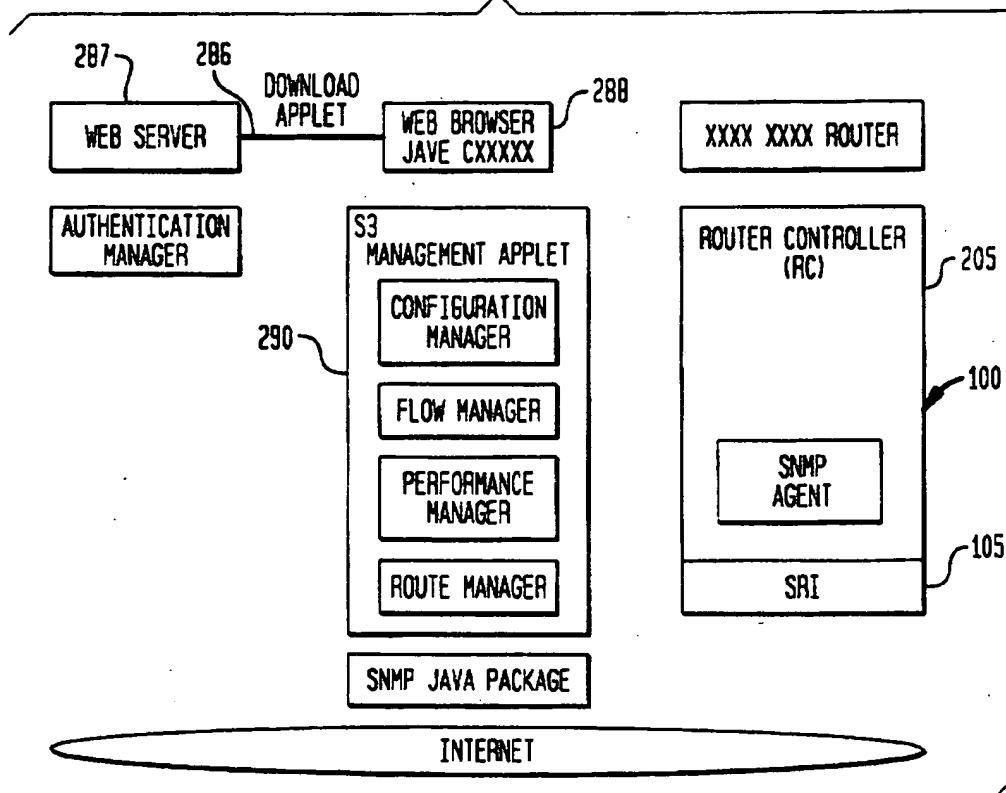 287
286
DOWNLOAD
APPLET
288
WEB SERVER
WEB BROWSER
JAVE CXXXXX
XXXX XXXX ROUTER
AUTHENTICATION
MANAGER
S3
MANAGEMENT APPLET
CONFIGURATION
MANAGER
FLOW MANAGER
PERFORMANCE
MANAGER
ROUTE MANAGER
290
ROUTER CONTROLLER
(RC)
205
100
SNMP
AGENT
105
SRI
SNMP JAVA PACKAGE
INTERNET